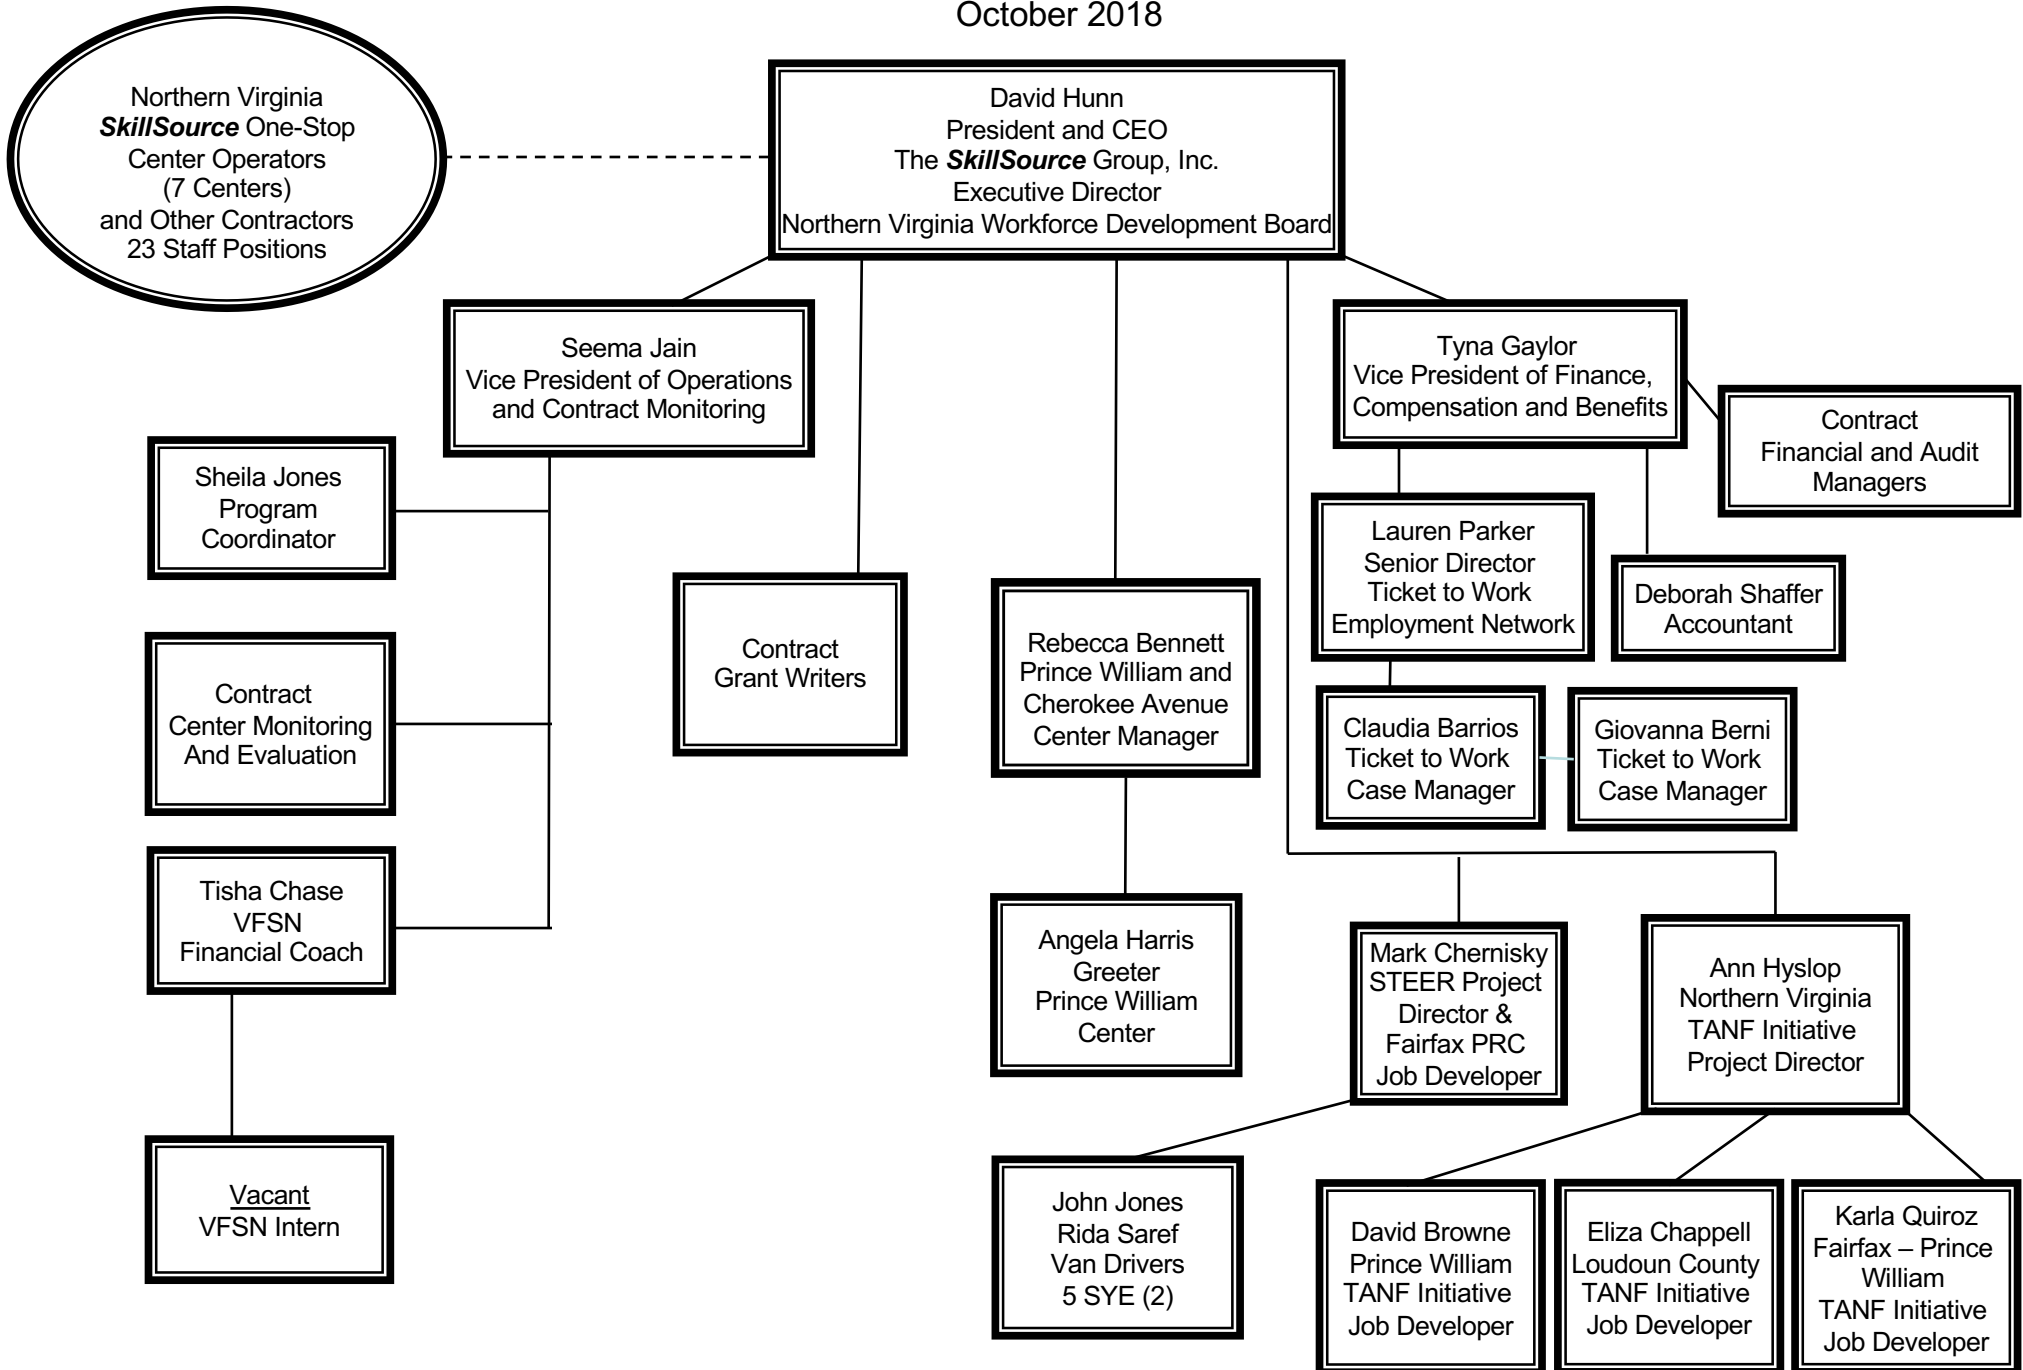 October 2018
Northern Virginia
SkillSource One-Stop
Center Operators
(7 Centers)
and Other Contractors
23 Staff Positions
David Hunn
President and CEO
The SkillSource Group, Inc.
Executive Director
Northern Virginia Workforce Development Board
Seema Jain
Vice President of Operations
and Contract Monitoring
Tyna Gaylor
Vice President of Finance,
Compensation and Benefits
Contract
Financial and Audit
Managers
Sheila Jones
Program
Coordinator
Lauren Parker
Senior Director
Ticket to Work
Employment Network
Deborah Shaffer
Accountant
Contract
Grant Writers
Rebecca Bennett
Prince William and
Cherokee Avenue
Center Manager
Contract
Center Monitoring
And Evaluation
Claudia Barrios
Ticket to Work
Case Manager
Giovanna Berni
Ticket to Work
Case Manager
Tisha Chase
VFSN
Financial Coach
Angela Harris
Greeter
Prince William
Center
Mark Chernisky
STEER Project
Director &
Fairfax PRC
Job Developer
Ann Hyslop
Northern Virginia
TANF Initiative
Project Director
Vacant
VFSN Intern
John Jones
Rida Saref
Van Drivers
5 SYE (2)
David Browne
Prince William
TANF Initiative
Job Developer
Eliza Chappell
Loudoun County
TANF Initiative
Job Developer
Karla Quiroz
Fairfax – Prince
William
TANF Initiative
Job Developer